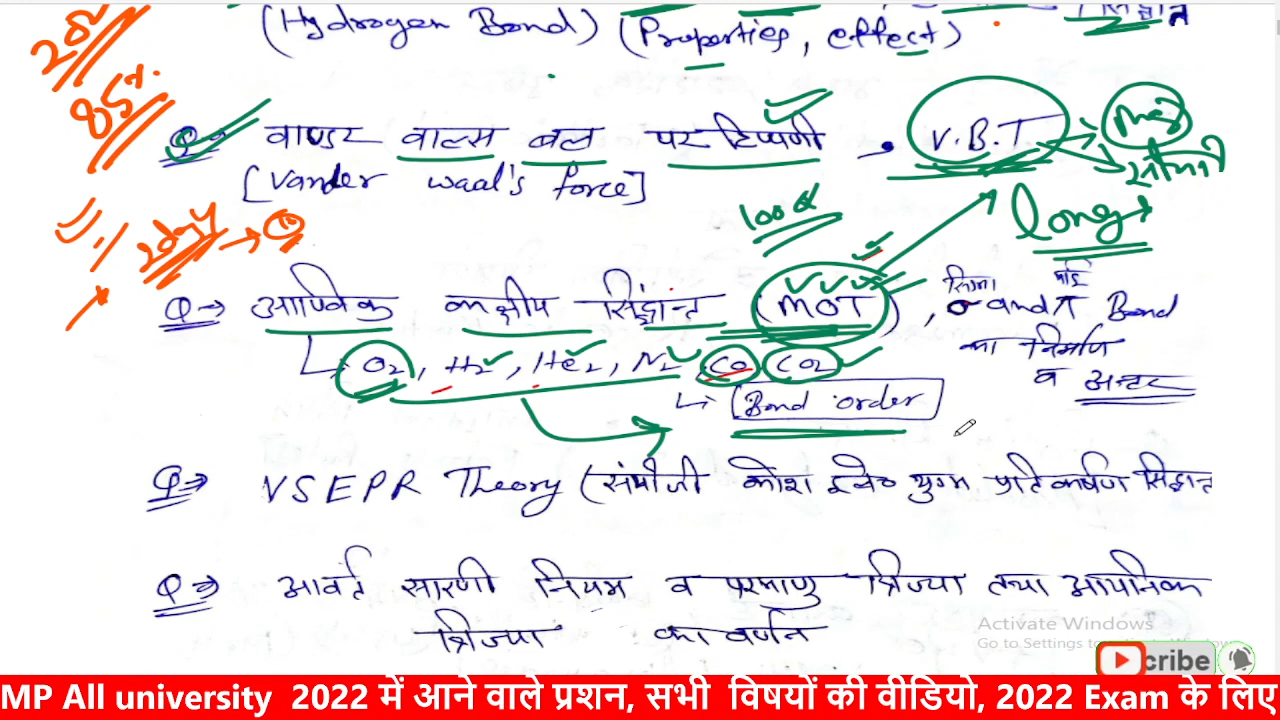 (Hydrogen Bond) (Properties, effect)
85%
Q→ वाण्डर वाल्स बल पर टिप्पणी, V.B.T.
[Vander waal's force]
long
2day → 
Q→ आण्विक कक्षीय सिद्धान्त (MOT), सिग्मा पाई
σ and π Bond
का निर्माण
व अन्तर
O₂, H₂, He₂, N₂, CO CO₂
Bond order
Q→ VSEPR Theory (संयोजी कोश इलेo युग्म प्रतिकर्षण सिद्धान्त
Q→ आवर्त सारणी नियम व परमाणु त्रिज्या तथा आयनिक
त्रिज्या का वर्णन
Activate Windows
Go to Settings to
cribe
MP All university 2022 में आने वाले प्रशन, सभी विषयों की वीडियो, 2022 Exam के लिए